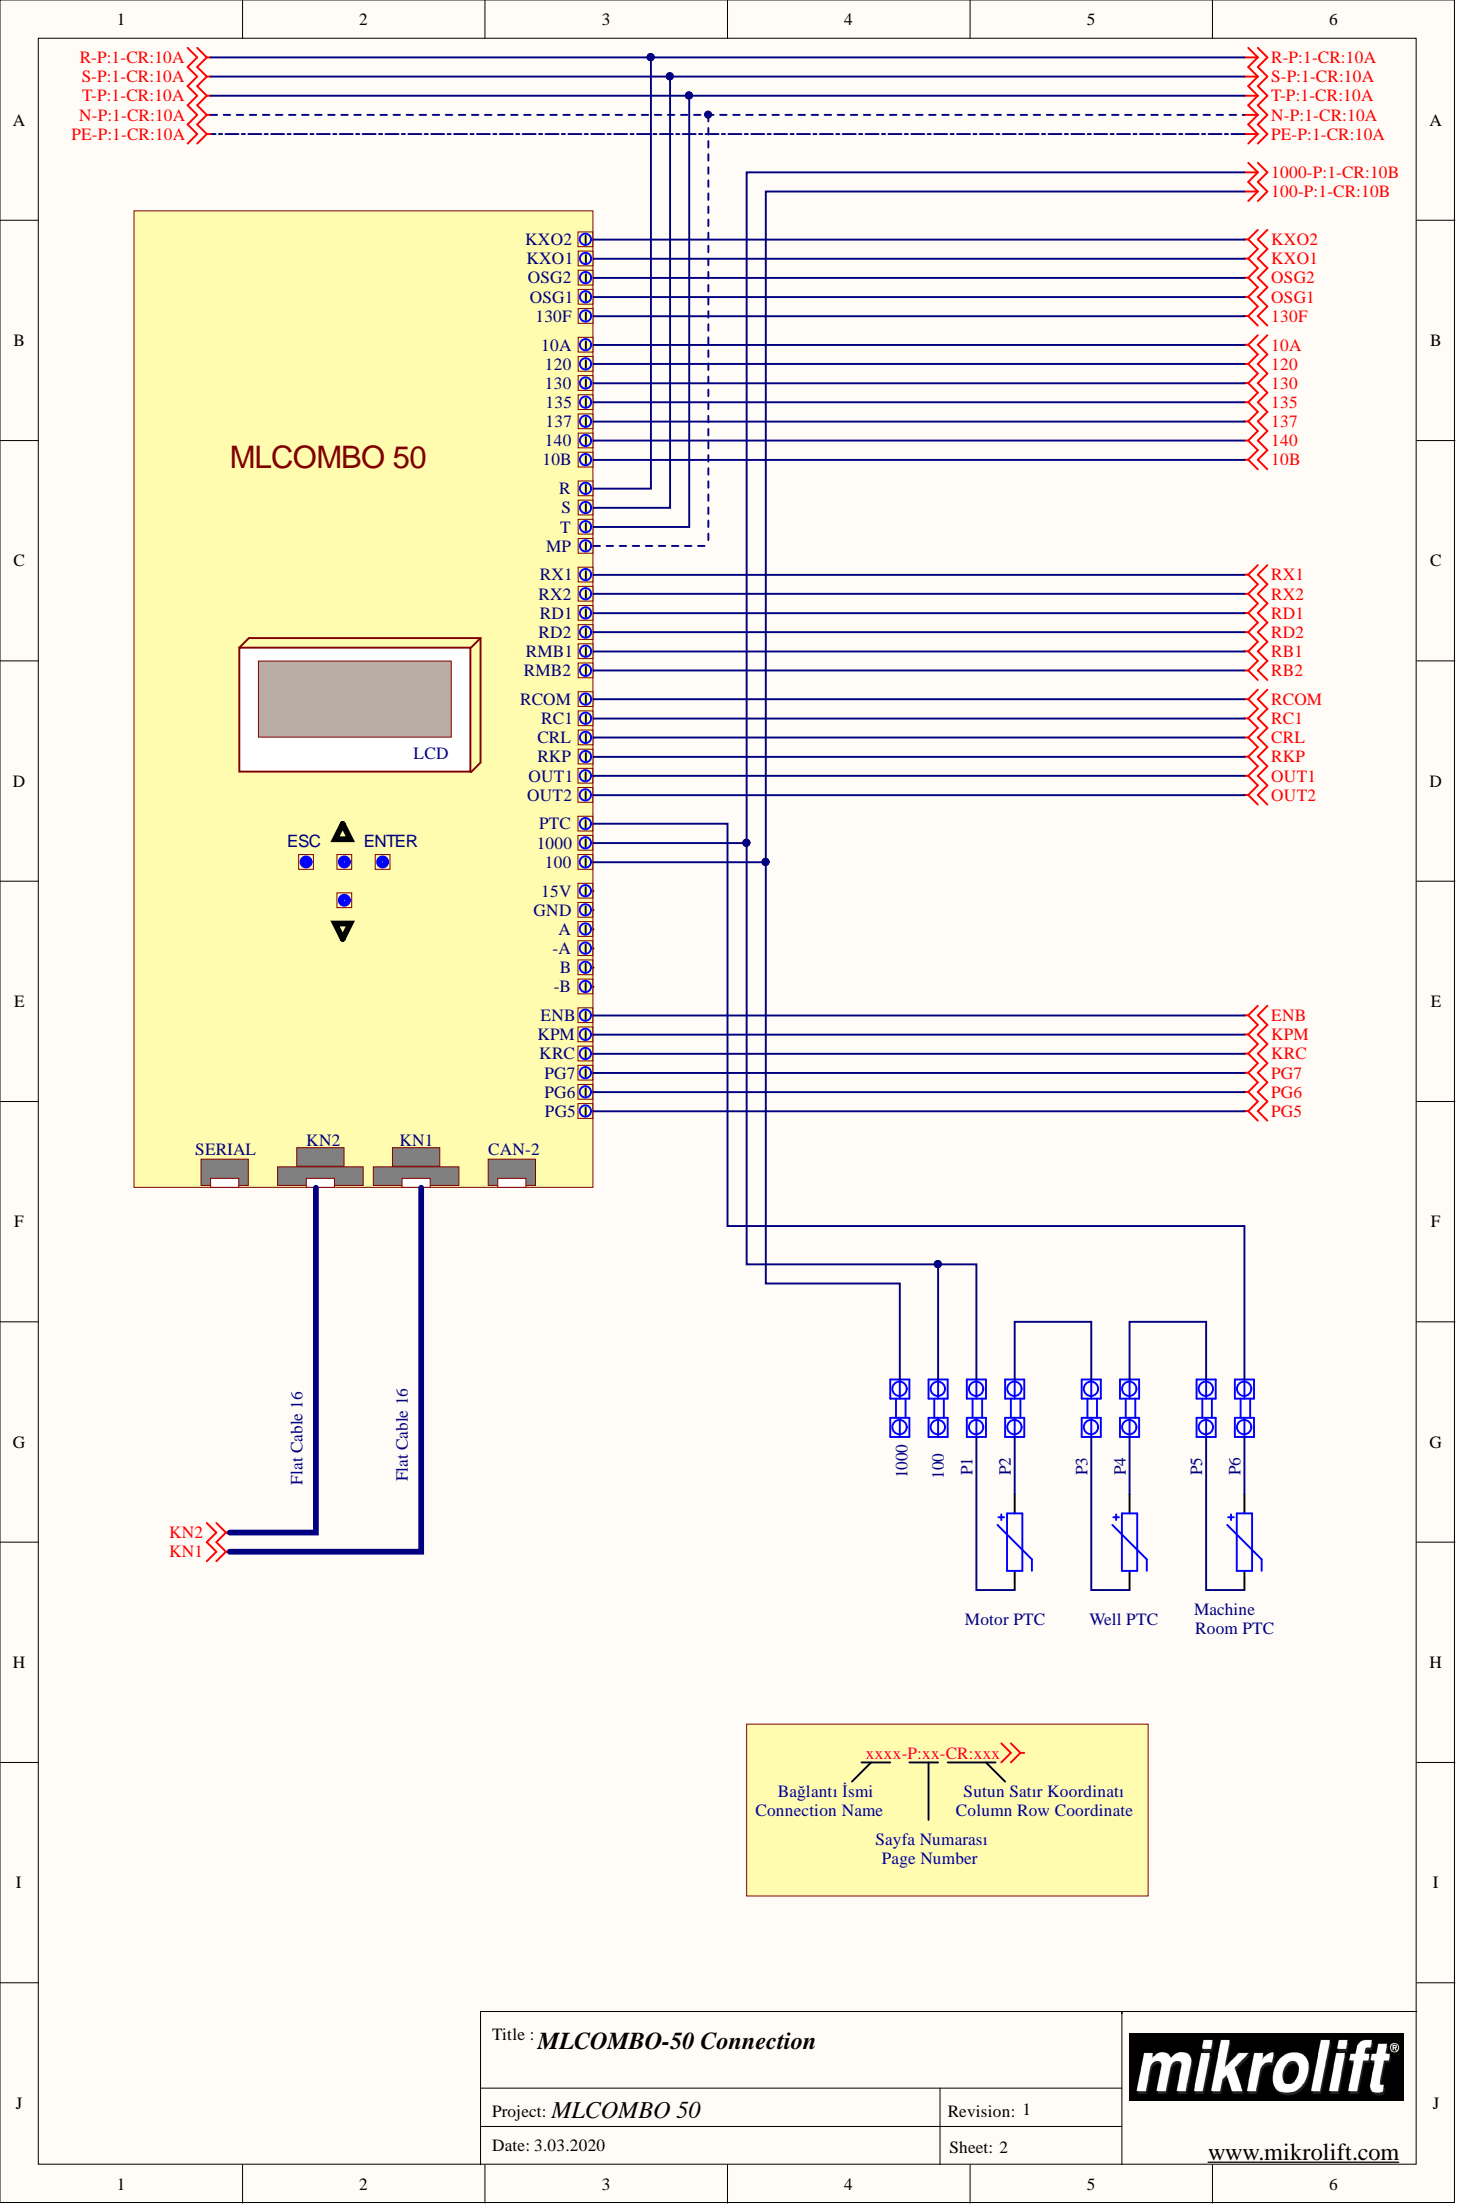 1 2 3 4 5 6
R-P:1-CR:10A R-P:1-CR:10A
S-P:1-CR:10A S-P:1-CR:10A
T-P:1-CR:10A T-P:1-CR:10A
N-P:1-CR:10A N-P:1-CR:10A
A A
PE-P:1-CR:10A PE-P:1-CR:10A
1000-P:1-CR:10B
100-P:1-CR:10B
KXO2 KXO2
KXO1 KXO1
OSG2 OSG2
OSG1 OSG1
130F 130F
B B
10A 10A
120 120
130 130
135 135
137 137
140 140
MLCOMBO 50
10B 10B
R
S
T
MP
C C
RX1 RX1
RX2 RX2
RD1 RD1
RD2 RD2
RMB1 RB1
RMB2 RB2
RCOM RCOM
RC1 RC1
CRL CRL
LCD
RKP RKP
OUT1 OUT1
D D
OUT2 OUT2
PTC
ESC ENTER
1000
100
15V
GND
A
-A
B
-B
E E
ENB ENB
KPM KPM
KRC KRC
PG7 PG7
PG6 PG6
PG5 PG5
SERIAL KN2 KN1 CAN-2
F F
Flat Cable 16
Flat Cable 16
G G
1000
100
P1
P2
P3
P4
P5
P6
KN2
KN1
Motor PTC
Well PTC
Machine
Room PTC
H H
xxxx-P:xx-CR:xxx
Bağlantı İsmi
Connection Name
Sutun Satır Koordinatı
Column Row Coordinate
Sayfa Numarası
Page Number
I I
Title : MLCOMBO-50 Connection
mikrolift®
J J
Project: MLCOMBO 50
Revision: 1
Date: 3.03.2020
Sheet: 2
www.mikrolift.com
1 2 3 4 5 6